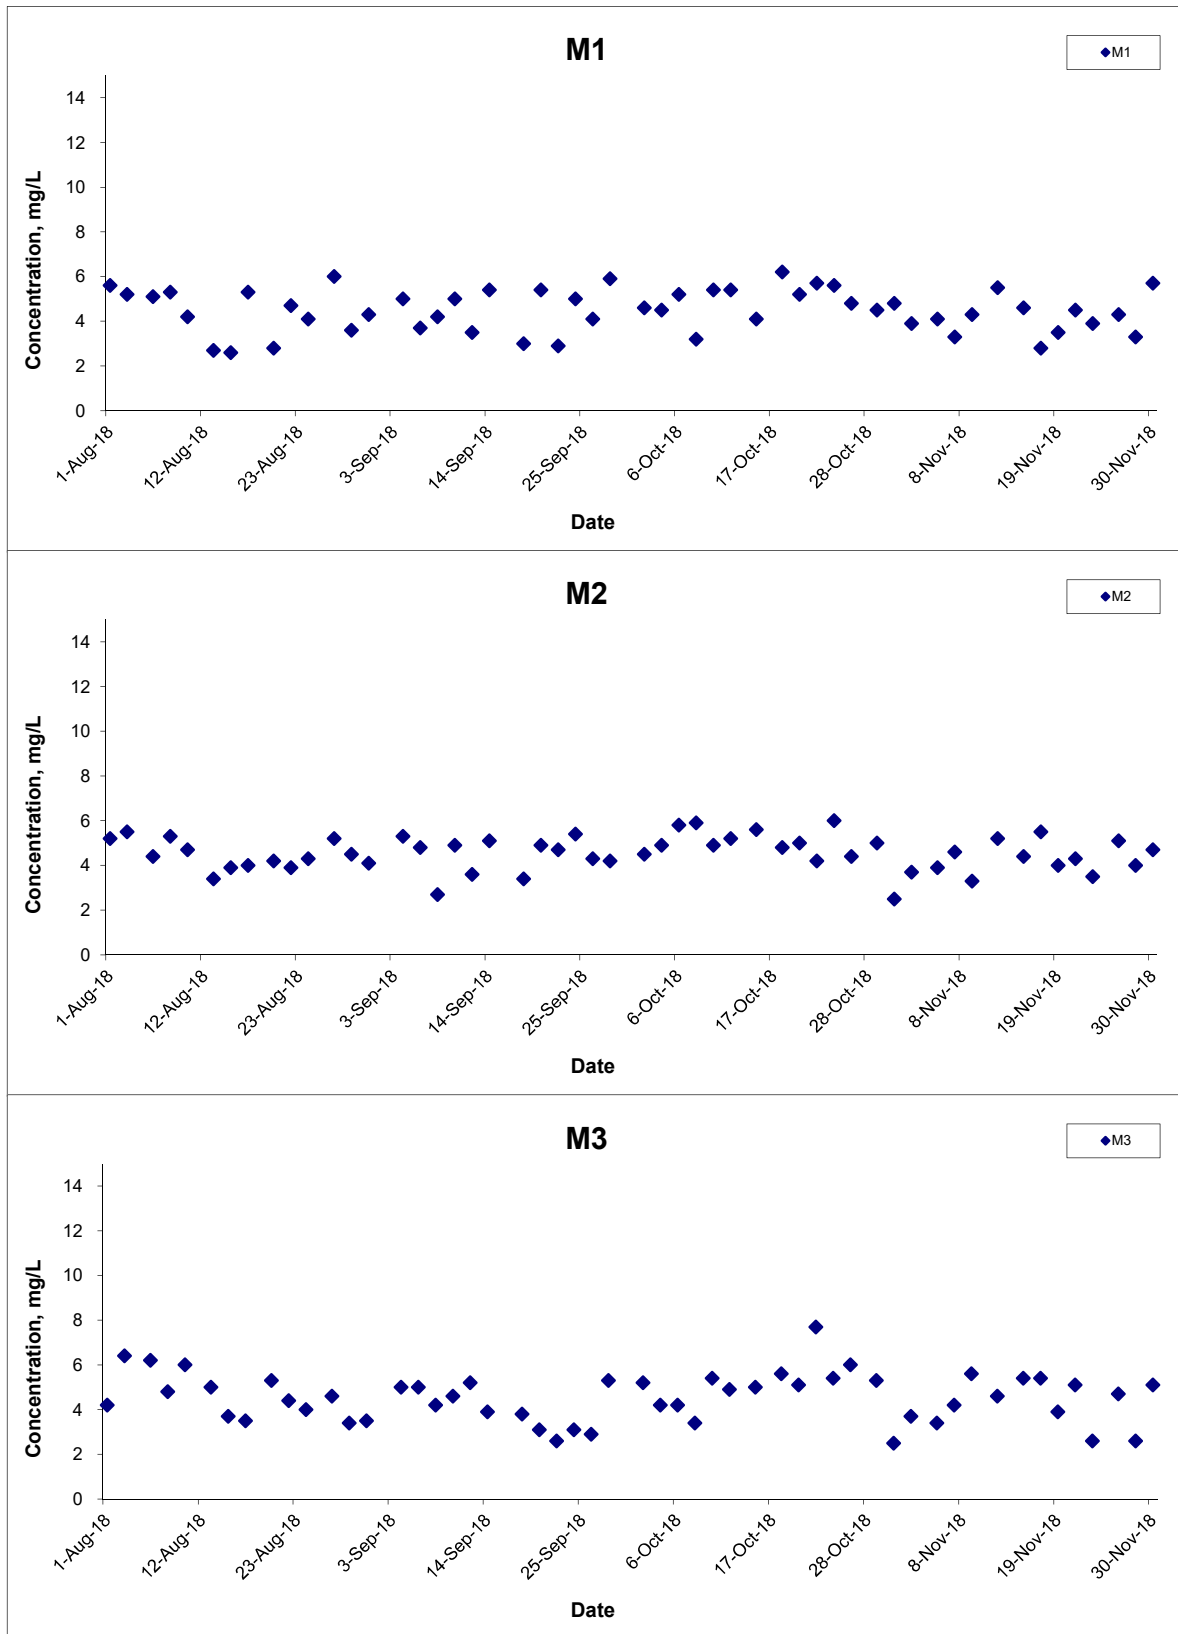 M1
M1
14
12
10
8
6
4
2
0
Concentration, mg/L
1-Aug-18 12-Aug-18 23-Aug-18 3-Sep-18 14-Sep-18 25-Sep-18 6-Oct-18 17-Oct-18 28-Oct-18 8-Nov-18 19-Nov-18 30-Nov-18
Date
M2
M2
14
12
10
8
6
4
2
0
Concentration, mg/L
1-Aug-18 12-Aug-18 23-Aug-18 3-Sep-18 14-Sep-18 25-Sep-18 6-Oct-18 17-Oct-18 28-Oct-18 8-Nov-18 19-Nov-18 30-Nov-18
Date
M3
M3
14
12
10
8
6
4
2
0
Concentration, mg/L
1-Aug-18 12-Aug-18 23-Aug-18 3-Sep-18 14-Sep-18 25-Sep-18 6-Oct-18 17-Oct-18 28-Oct-18 8-Nov-18 19-Nov-18 30-Nov-18
Date